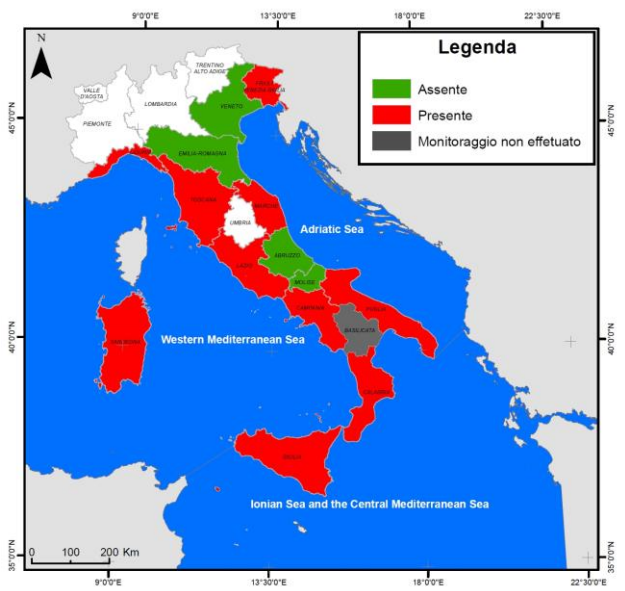 9°0'0"E
13°30'0"E
18°0'0"E
22°30'0"E
N
Legenda
Assente
Presente
Monitoraggio non effetuato
45°0'0"N
40°0'0"N
35°0'0"N
45°0'0"N
40°0'0"N
35°0'0"N
TRENTINO
ALTO ADIGE
VALLE
D'AOSTA
LOMBARDIA
VENETO
PIEMONTE
EMILIA-ROMAGNA
TOSCANA
MARCHE
UMBRIA
Adriatic Sea
LAZIO
ABRUZZO
MOLISE
CAMPANIA
PUGLIA
BASILICATA
SARDEGNA
Western Mediterranean Sea
CALABRIA
SICILIA
Ionian Sea and the Central Mediterranean Sea
0 100 200 Km
9°0'0"E
13°30'0"E
18°0'0"E
22°30'0"E